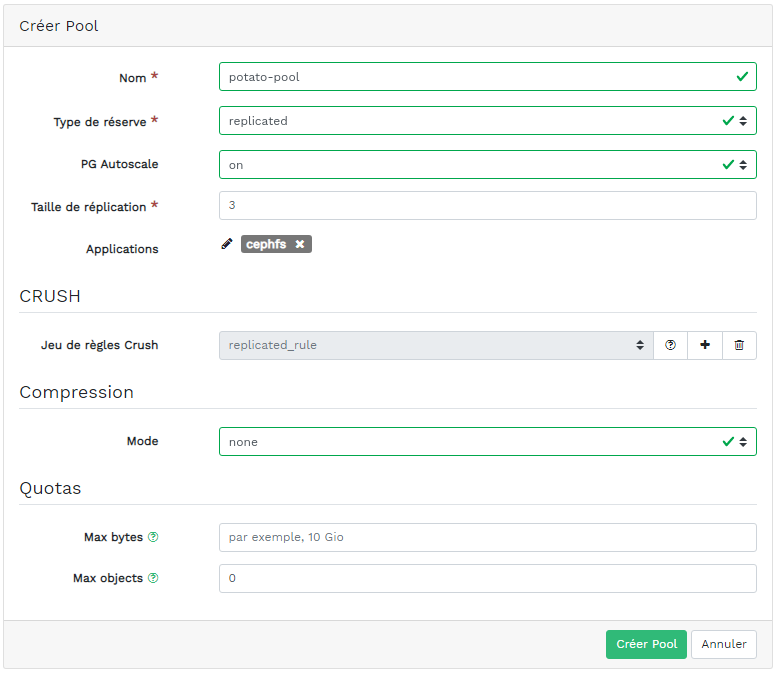 Créer Pool
Nom *
potato-pool
Type de réserve *
replicated
PG Autoscale
on
Taille de réplication *
3
Applications
cephfs
CRUSH
Jeu de règles Crush
replicated_rule
Compression
Mode
none
Quotas
Max bytes
par exemple, 10 Gio
Max objects
0
Créer Pool Annuler